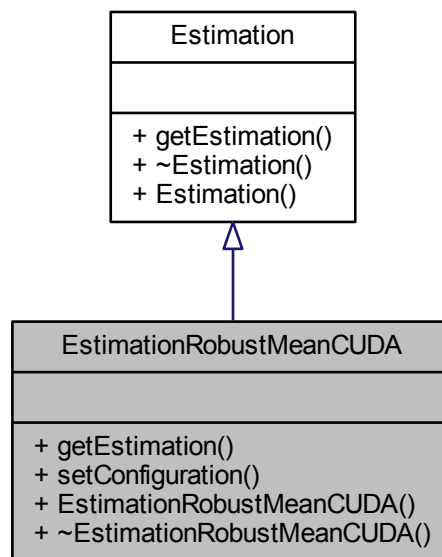 Estimation
+ getEstimation()
+ ~Estimation()
+ Estimation()
EstimationRobustMeanCUDA
+ getEstimation()
+ setConfiguration()
+ EstimationRobustMeanCUDA()
+ ~EstimationRobustMeanCUDA()